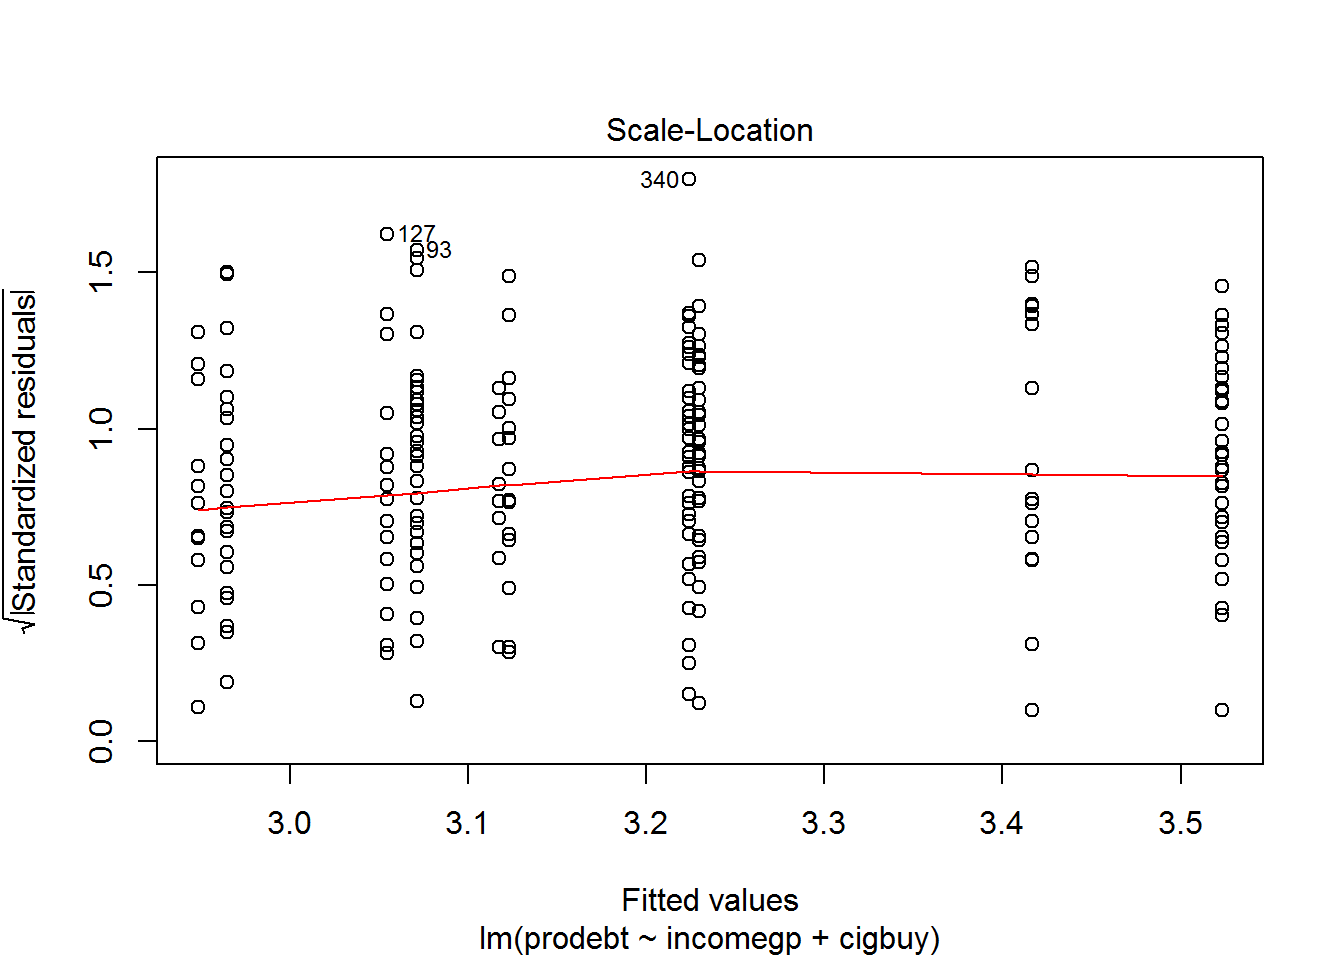 Scale-Location
340
127
93
√|Standardized residuals|
1.5
1.0
0.5
0.0
3.0 3.1 3.2 3.3 3.4 3.5
Fitted values
lm(prodebt ~ incomegp + cigbuy)